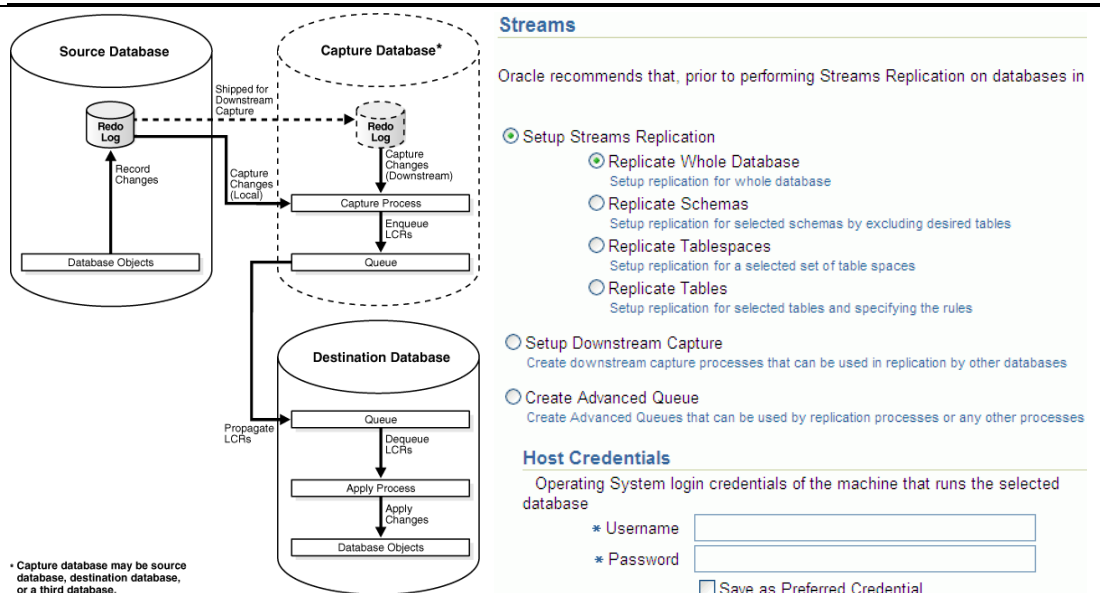 Source Database
Capture Database*
Shipped for
Downstream
Capture
Redo
Log
Redo
Log
Record
Changes
Capture
Changes
(Local)
Capture
Changes
(Downstream)
Capture Process
Enqueue
LCRs
Database Objects
Queue
Destination Database
Propagate
LCRs
Queue
Dequeue
LCRs
Apply Process
Apply
Changes
Database Objects
* Capture database may be source
database, destination database,
or a third database.
Streams
Oracle recommends that, prior to performing Streams Replication on databases in
Setup Streams Replication
Replicate Whole Database
Setup replication for whole database
Replicate Schemas
Setup replication for selected schemas by excluding desired tables
Replicate Tablespaces
Setup replication for a selected set of table spaces
Replicate Tables
Setup replication for selected tables and specifying the rules
Setup Downstream Capture
Create downstream capture processes that can be used in replication by other databases
Create Advanced Queue
Create Advanced Queues that can be used by replication processes or any other processes
Host Credentials
Operating System login credentials of the machine that runs the selected
database
* Username
* Password
Save as Preferred Credential